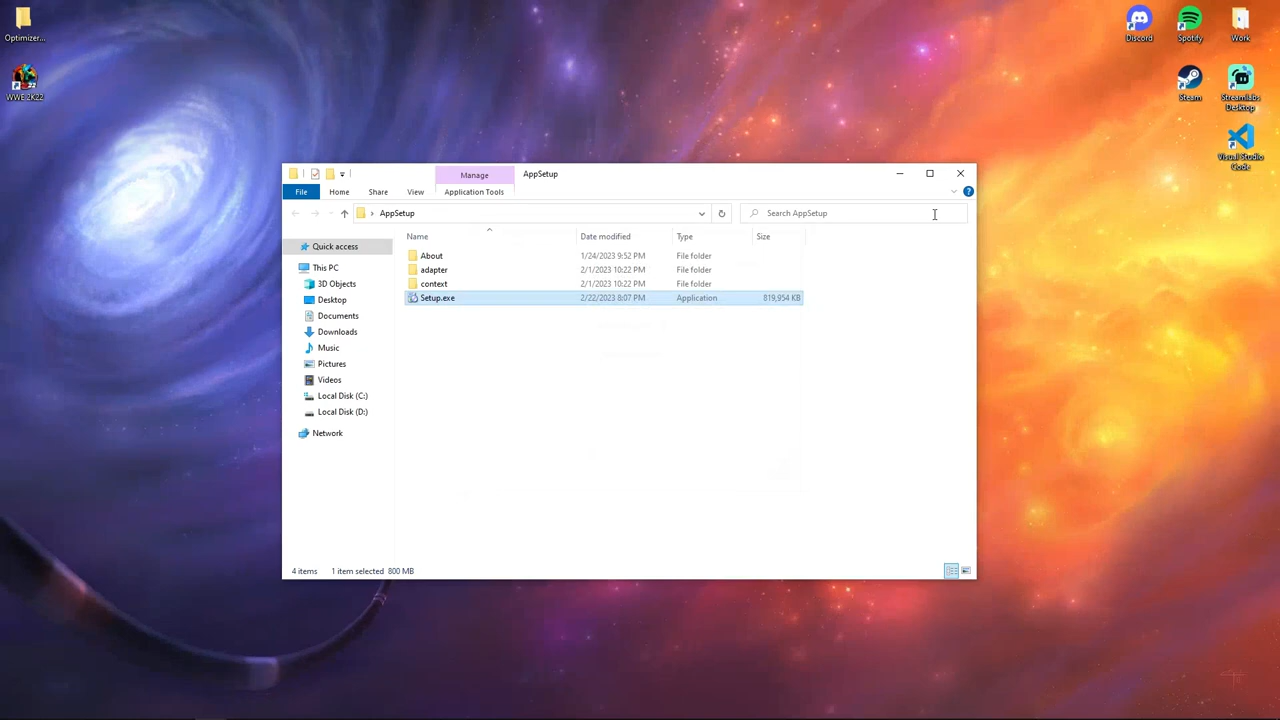 Optimizer...
WWE 2K22
Discord
Spotify
Work
Steam
Streamlabs
Desktop
Visual Studio
Code
Manage
AppSetup
File
Home
Share
View
Application Tools
AppSetup
Search AppSetup
Name
Date modified
Type
Size
Quick access
This PC
3D Objects
Desktop
Documents
Downloads
Music
Pictures
Videos
Local Disk (C:)
Local Disk (D:)
Network
About 1/24/2023 9:52 PM File folder
adapter 2/1/2023 10:22 PM File folder
context 2/1/2023 10:22 PM File folder
Setup.exe 2/22/2023 8:07 PM Application 819,954 KB
4 items 1 item selected 800 MB